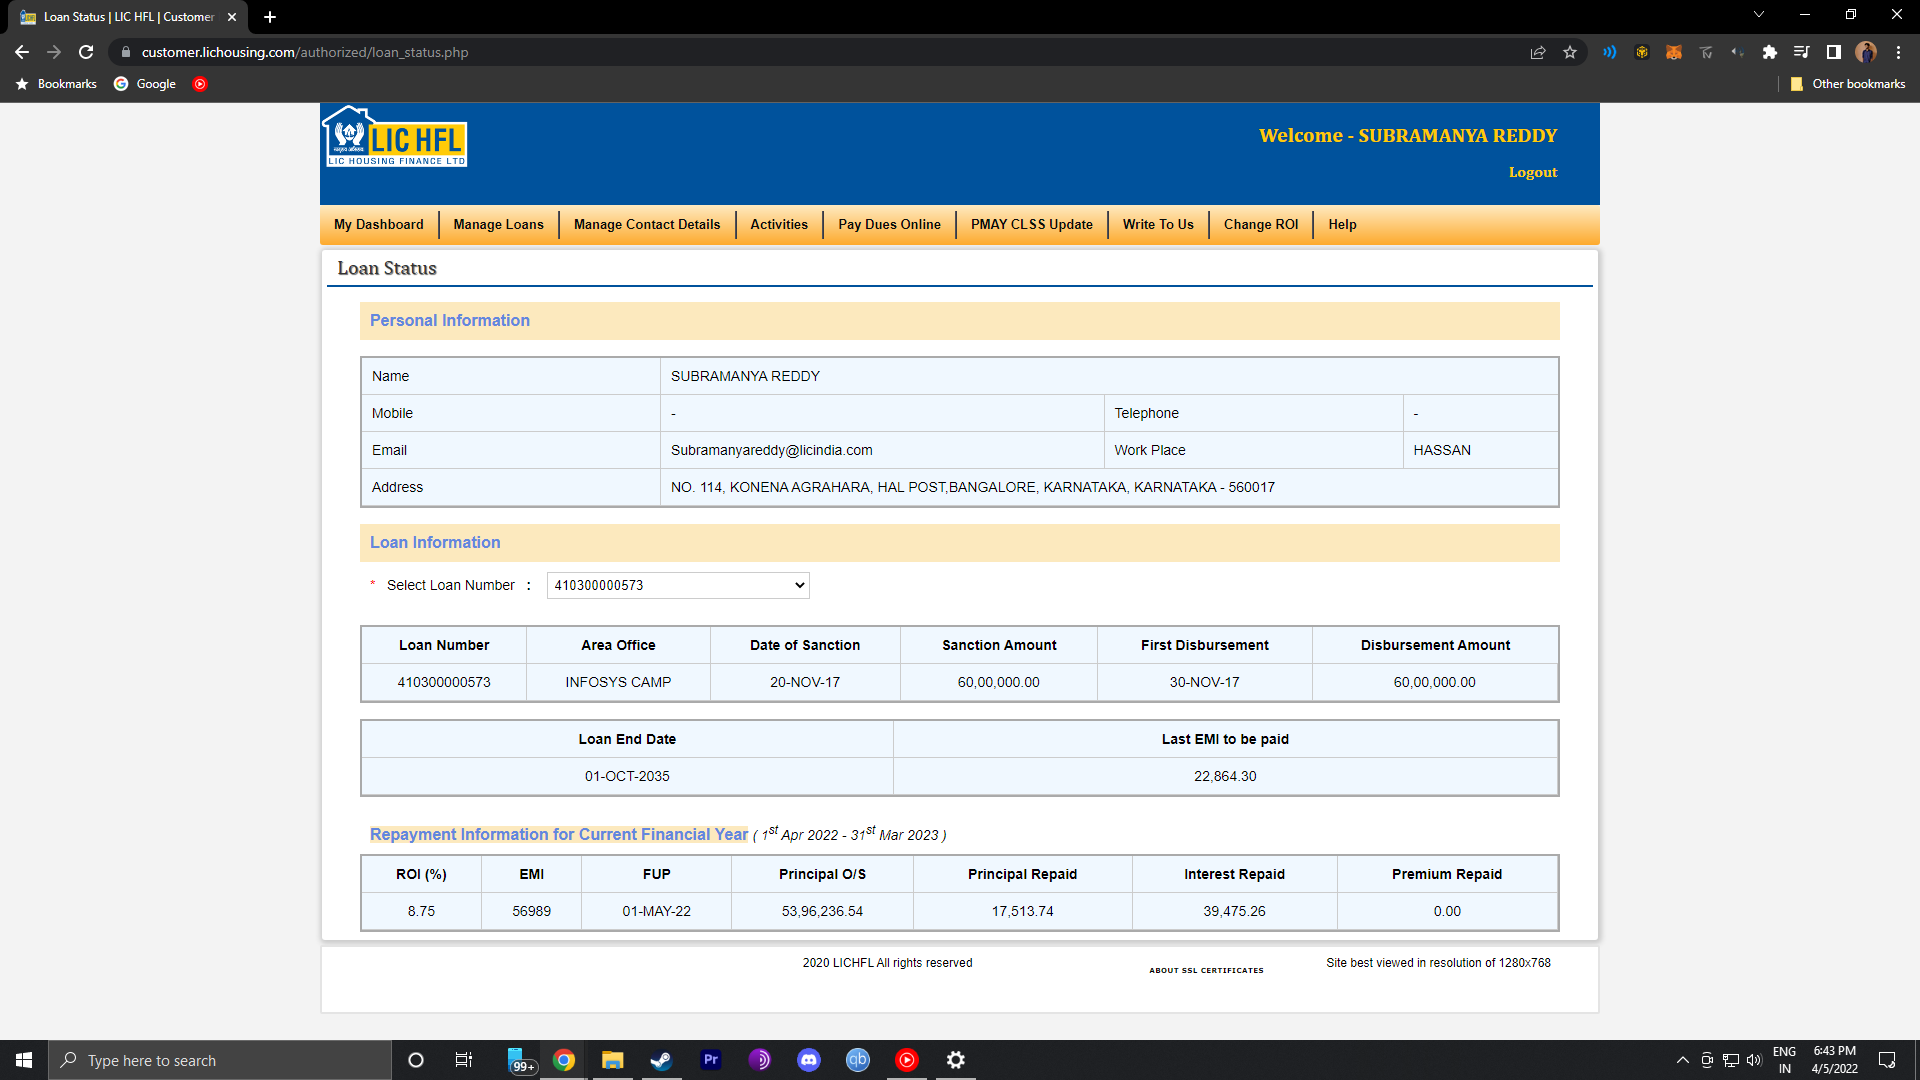 Loan Status | LIC HFL | Customer
customer.lichousing.com/authorized/loan_status.php
Bookmarks Google Other bookmarks
LIC HFL
LIC HOUSING FINANCE LTD
Welcome - SUBRAMANYA REDDY
Logout
My Dashboard Manage Loans Manage Contact Details Activities Pay Dues Online PMAY CLSS Update Write To Us Change ROI Help
Loan Status
Personal Information
Name SUBRAMANYA REDDY
Mobile - Telephone -
Email Subramanyareddy@licindia.com Work Place HASSAN
Address NO. 114, KONENA AGRAHARA, HAL POST,BANGALORE, KARNATAKA, KARNATAKA - 560017
Loan Information
* Select Loan Number : 410300000573
Loan Number Area Office Date of Sanction Sanction Amount First Disbursement Disbursement Amount
410300000573 INFOSYS CAMP 20-NOV-17 60,00,000.00 30-NOV-17 60,00,000.00
Loan End Date Last EMI to be paid
01-OCT-2035 22,864.30
Repayment Information for Current Financial Year ( 1st Apr 2022 - 31st Mar 2023 )
ROI (%) EMI FUP Principal O/S Principal Repaid Interest Repaid Premium Repaid
8.75 56989 01-MAY-22 53,96,236.54 17,513.74 39,475.26 0.00
2020 LICHFL All rights reserved ABOUT SSL CERTIFICATES Site best viewed in resolution of 1280x768
Type here to search
99+
Pr
qb
ENG
IN
6:43 PM
4/5/2022